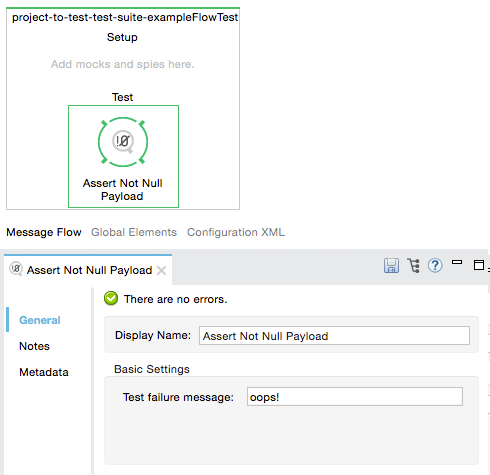 project-to-test-test-suite-exampleFlowTest
Setup
Add mocks and spies here.
Test
Assert Not Null
Payload
Message Flow Global Elements Configuration XML
Assert Not Null Payload
There are no errors.
General
Display Name: Assert Not Null Payload
Notes
Basic Settings
Metadata
Test failure message: oops!